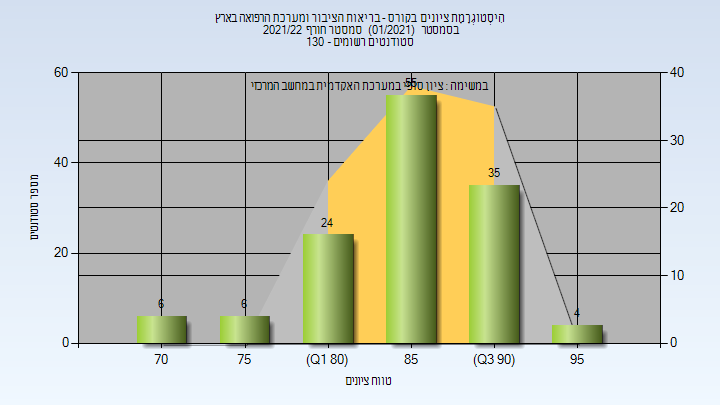 היסטוגרמת ציונים בקורס - בריאות הציבור ומערכת הרפואה בארץ
בסמסטר (01/2021) סמסטר חורף 2021/22
סטודנטים רשומים - 130
במשימה : ציון סופי במערכת האקדמית במחשב המרכזי
60
40
20
0
40
30
20
10
0
מספר סטודנטים
6
6
24
55
35
4
70
75
(Q1 80)
85
(Q3 90)
95
טווח ציונים